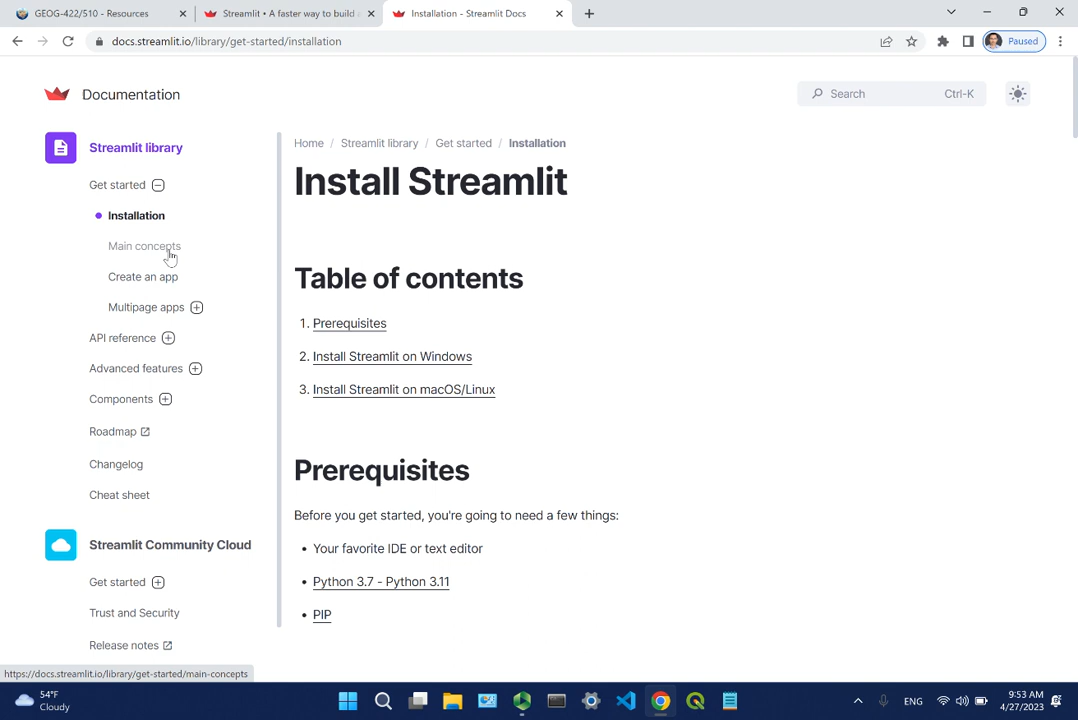 GEOG-422/510 - Resources
Streamlit • A faster way to build
Installation - Streamlit Docs
docs.streamlit.io/library/get-started/installation
Paused
Documentation
Search
Ctrl-K
Streamlit library
Get started
Installation
Main concepts
Create an app
Multipage apps
API reference
Advanced features
Components
Roadmap
Changelog
Cheat sheet
Streamlit Community Cloud
Get started
Trust and Security
Release notes
Home / Streamlit library / Get started / Installation
Install Streamlit
Table of contents
1. Prerequisites
2. Install Streamlit on Windows
3. Install Streamlit on macOS/Linux
Prerequisites
Before you get started, you're going to need a few things:
• Your favorite IDE or text editor
• Python 3.7 - Python 3.11
• PIP
https://docs.streamlit.io/library/get-started/main-concepts
54°F
Cloudy
ENG
9:53 AM
4/27/2023